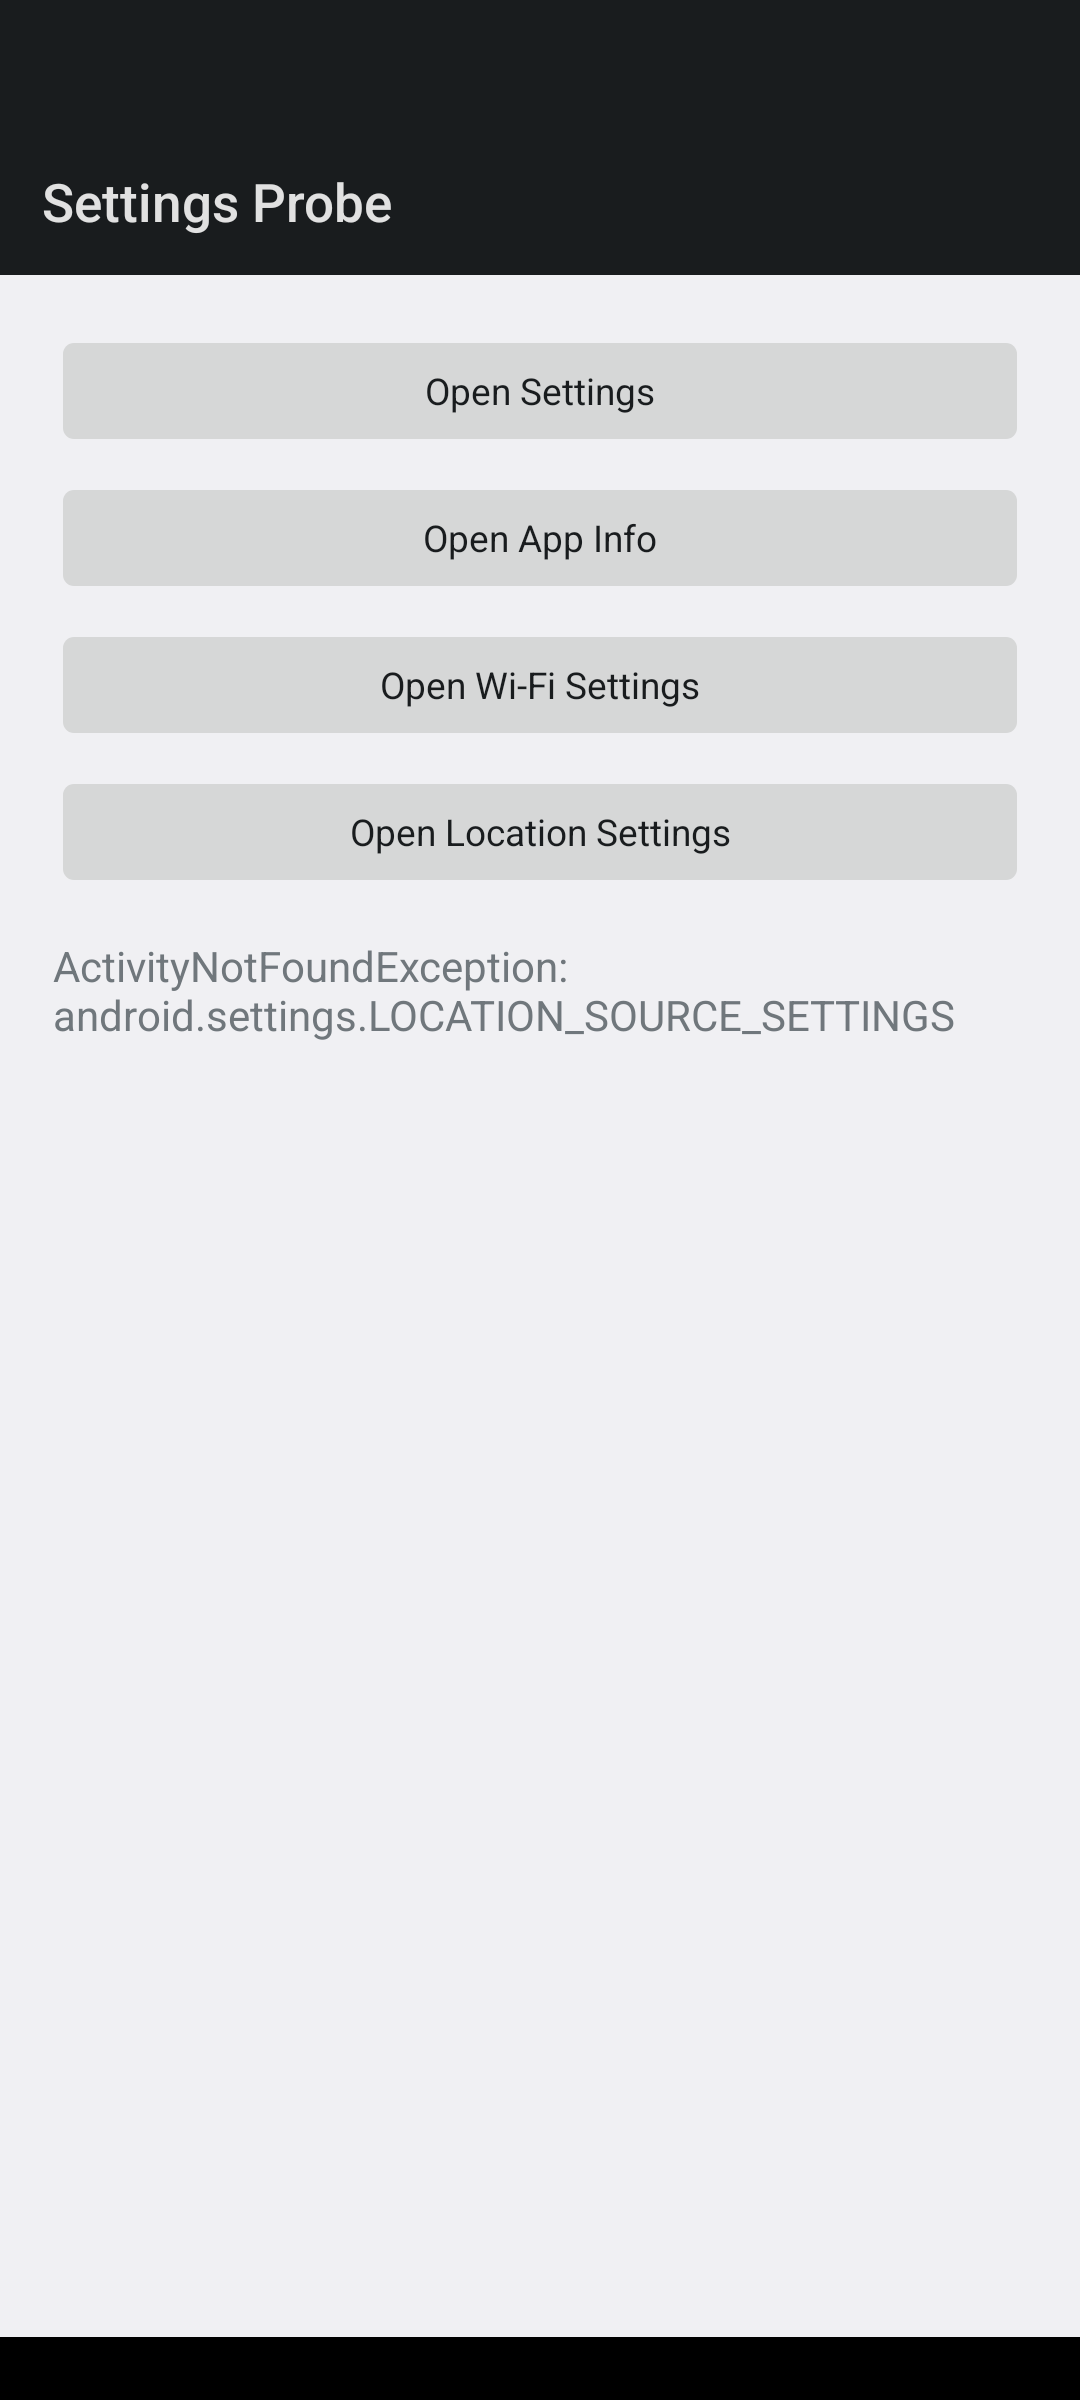 Settings Probe
Open Settings
Open App Info
Open Wi-Fi Settings
Open Location Settings
ActivityNotFoundException:
android.settings.LOCATION_SOURCE_SETTINGS